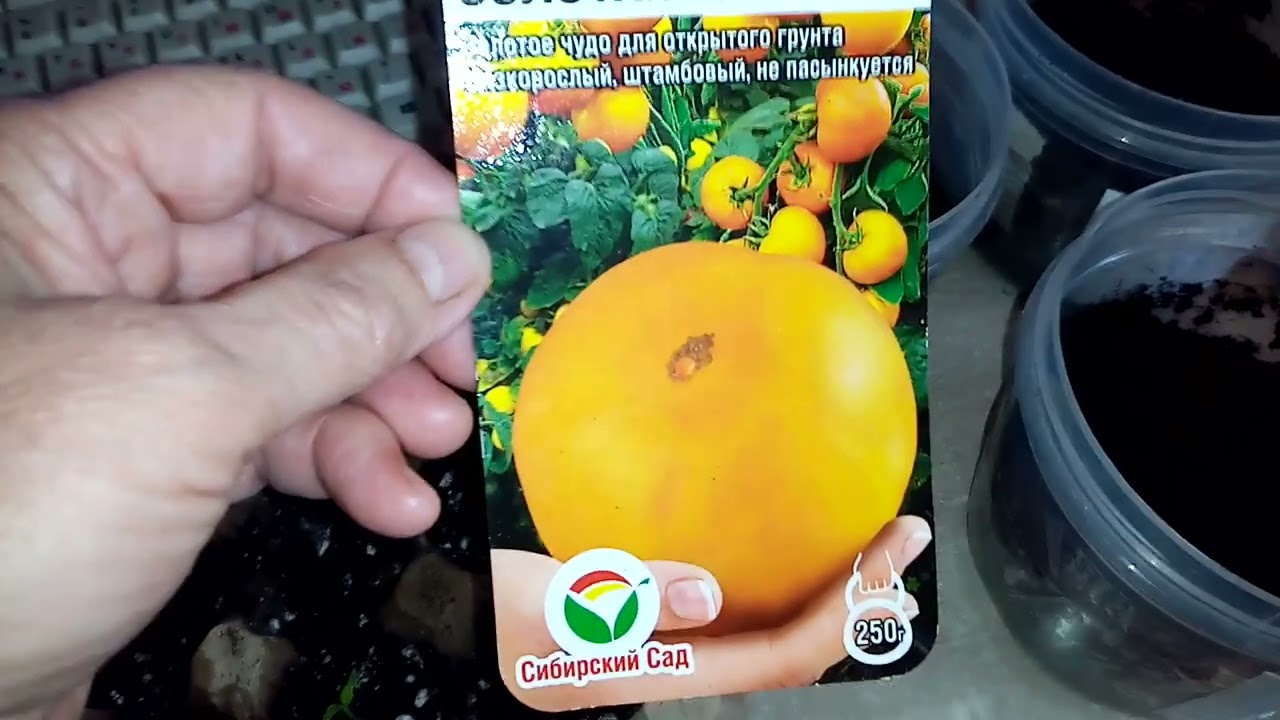 лотое чудо для открытого грунта
зкорослый, штамбовый, не пасынкуется
250г
Сибирский Сад